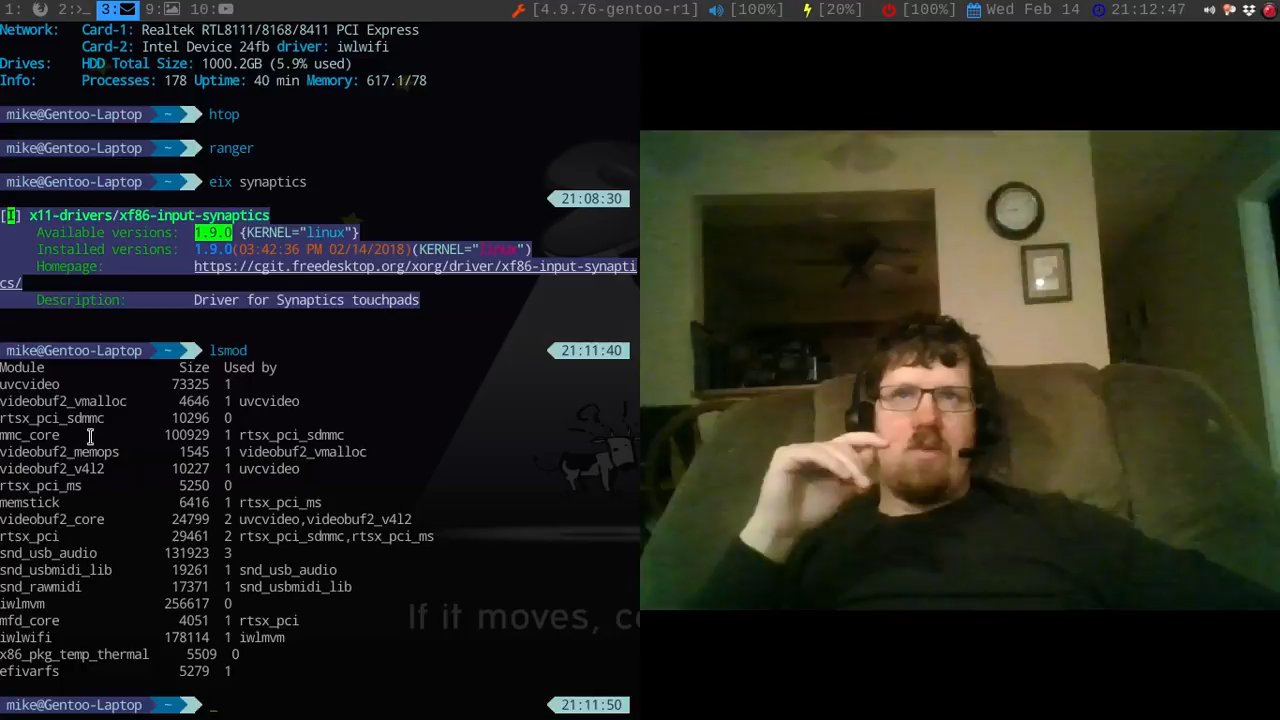 1: 2: 3: 9: 10: [4.9.76-gentoo-r1] [100%] [20%] [100%] Wed Feb 14 21:12:47
Network: Card-1: Realtek RTL8111/8168/8411 PCI Express
Card-2: Intel Device 24fb driver: iwlwifi
Drives: HDD Total Size: 1000.2GB (5.9% used)
Info: Processes: 178 Uptime: 40 min Memory: 617.1/78
mike@Gentoo-Laptop ~ htop
mike@Gentoo-Laptop ~ ranger
mike@Gentoo-Laptop ~ eix synaptics
21:08:30
[I] x11-drivers/xf86-input-synaptics
Available versions: 1.9.0 {KERNEL="linux"}
Installed versions: 1.9.0(03:42:36 PM 02/14/2018)(KERNEL="linux")
Homepage: https://cgit.freedesktop.org/xorg/driver/xf86-input-synapti
cs/
Description: Driver for Synaptics touchpads
mike@Gentoo-Laptop ~ lsmod 21:11:40
Module Size Used by
uvcvideo 73325 1
videobuf2_vmalloc 4646 1 uvcvideo
rtsx_pci_sdmmc 10296 0
mmc_core 100929 1 rtsx_pci_sdmmc
videobuf2_memops 1545 1 videobuf2_vmalloc
videobuf2_v4l2 10227 1 uvcvideo
rtsx_pci_ms 5250 0
memstick 6416 1 rtsx_pci_ms
videobuf2_core 24799 2 uvcvideo,videobuf2_v4l2
rtsx_pci 29461 2 rtsx_pci_sdmmc,rtsx_pci_ms
snd_usb_audio 131923 3
snd_usbmidi_lib 19261 1 snd_usb_audio
snd_rawmidi 17371 1 snd_usbmidi_lib
iwlmvm 256617 0
mfd_core 4051 1 rtsx_pci
iwlwifi 178114 1 iwlmvm
x86_pkg_temp_thermal 5509 0
efivarfs 5279 1
If it moves, c
mike@Gentoo-Laptop ~ _ 21:11:50